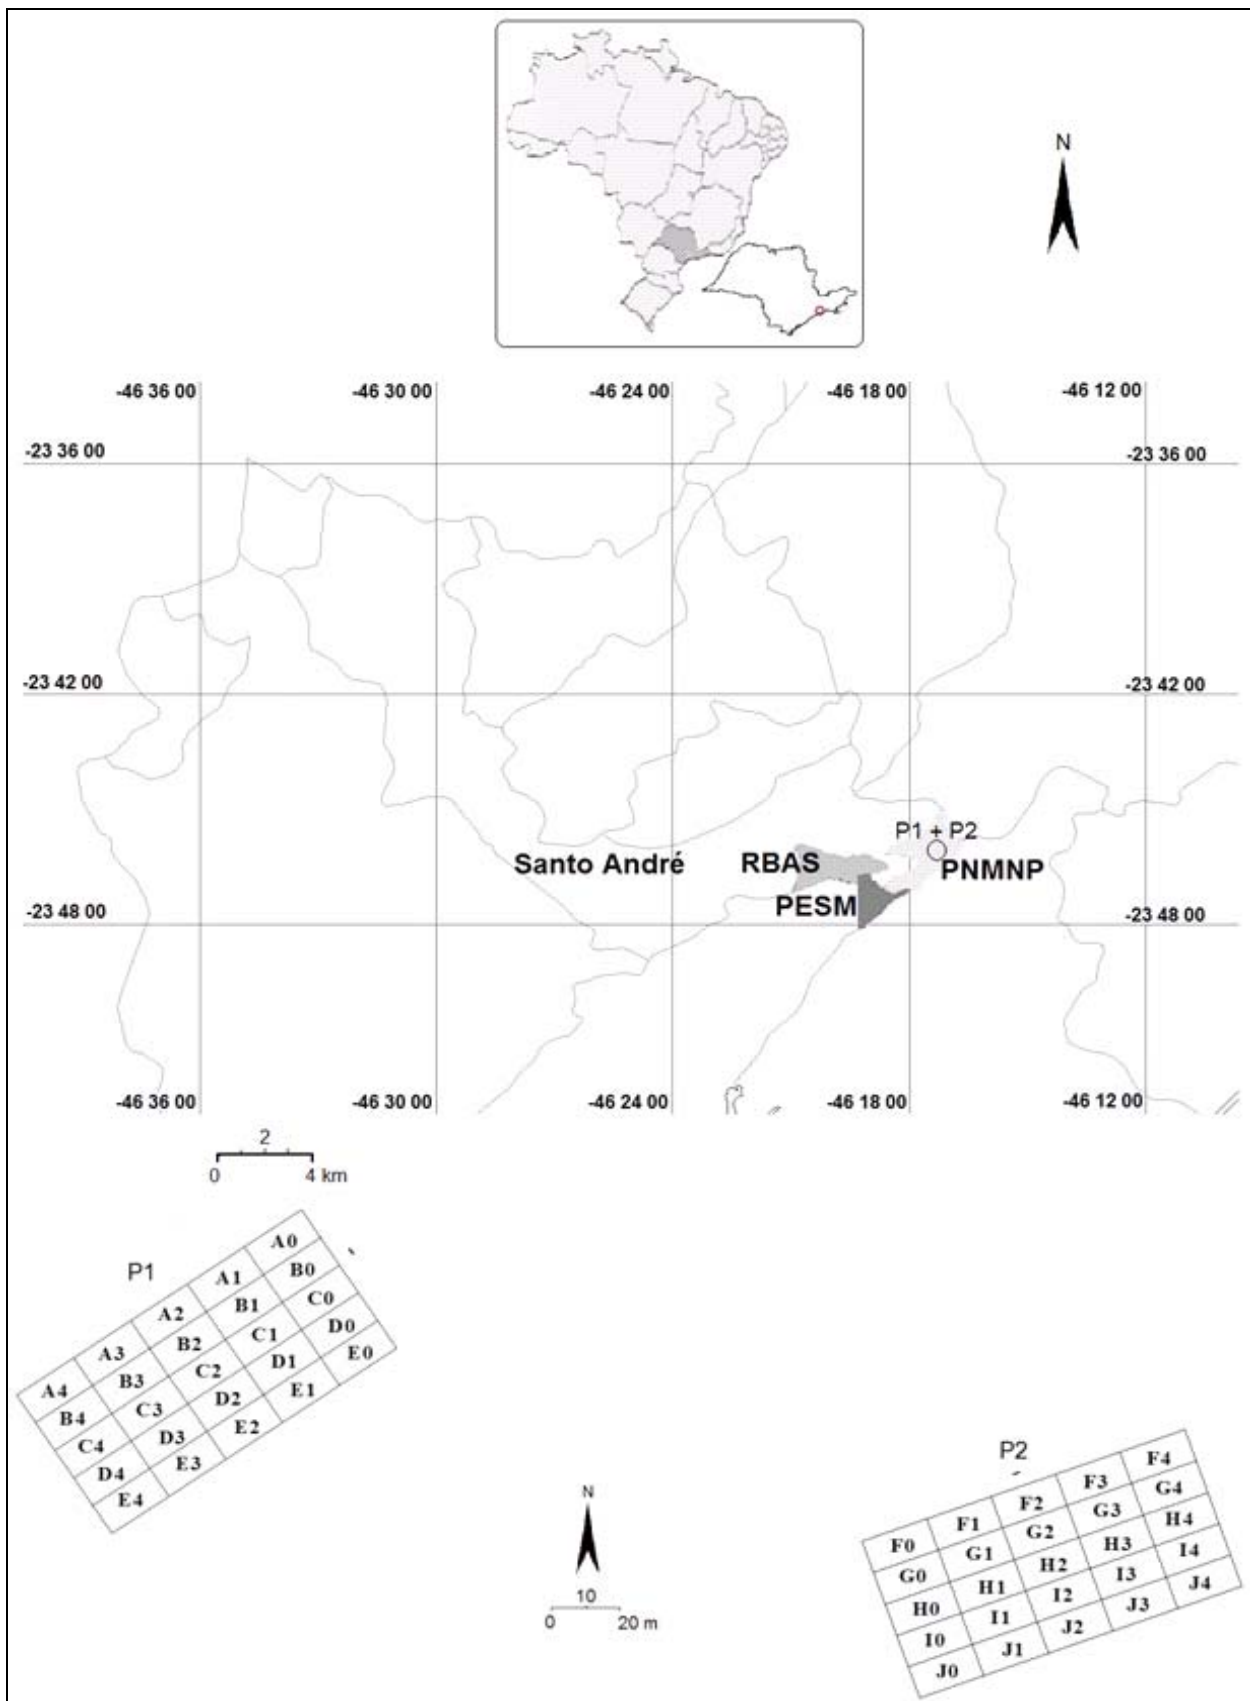 N
-46 36 00 -46 30 00 -46 24 00 -46 18 00 -46 12 00
-23 36 00 -23 36 00
-23 42 00 -23 42 00
P1 + P2
Santo André RBAS PNMNP
PESM
-23 48 00 -23 48 00
-46 36 00 -46 30 00 -46 24 00 -46 18 00 -46 12 00
2
0 4 km
P1
A4 A3 A2 A1 A0
B4 B3 B2 B1 B0
C4 C3 C2 C1 C0
D4 D3 D2 D1 D0
E4 E3 E2 E1 E0
N
10
0 20 m
P2
F0 F1 F2 F3 F4
G0 G1 G2 G3 G4
H0 H1 H2 H3 H4
I0 I1 I2 I3 I4
J0 J1 J2 J3 J4